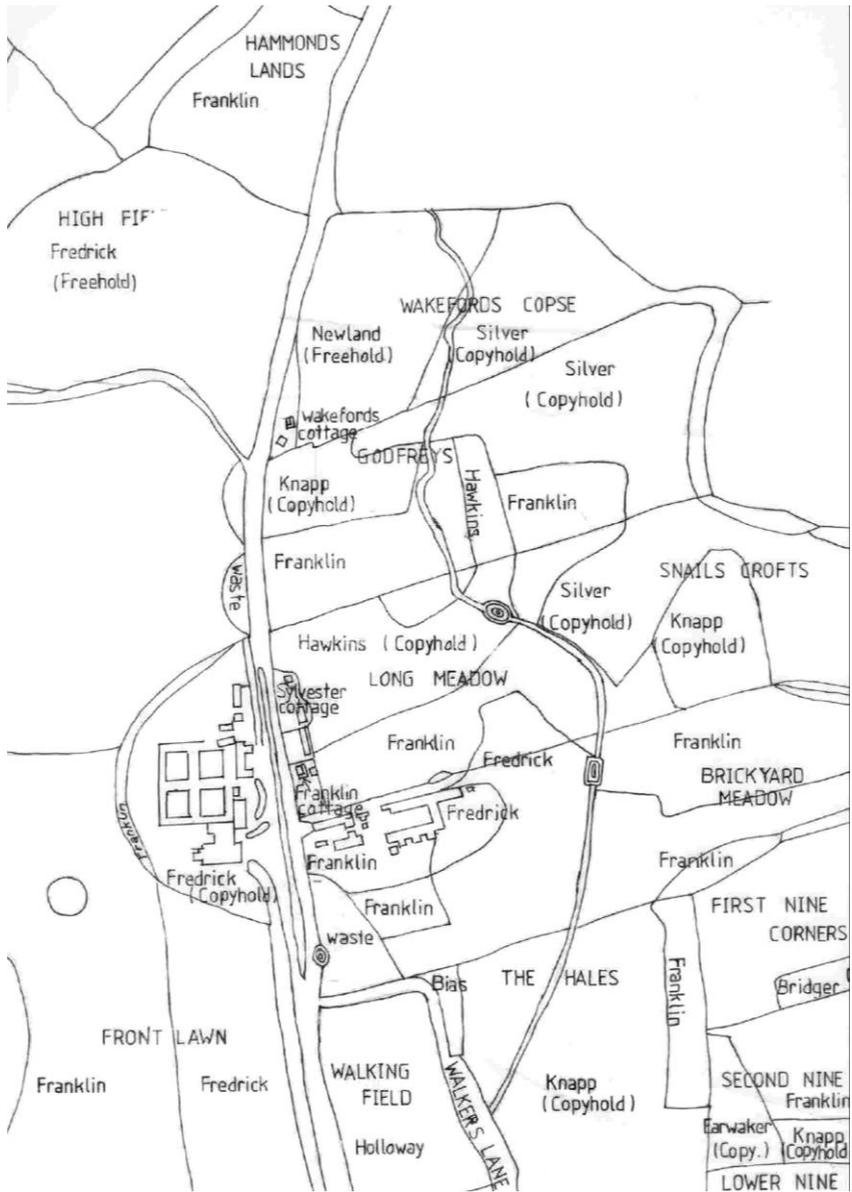 HAMMONDS
LANDS
Franklin
HIGH
Fredrick
(Freehold)
WAKEFORDS COPSE
Newland
(Freehold)
Silver
(Copyhold)
Silver
(Copyhold)
Wakefords
cottage
GODFREYS
Knapp
(Copyhold)
Hawkins
Franklin
Franklin
waste
SNAILS CROFTS
Silver
(Copyhold)
Knapp
(Copyhold)
Hawkins (Copyhold)
LONG MEADOW
Sylvester
cottage
Franklin
Fredrick
Franklin
BRICKYARD
MEADOW
Franklin
cottage
Fredrick
Franklin
Franklin
Fredrick
(Copyhold)
Franklin
Franklin
FIRST NINE
CORNERS
waste
Bias
THE HALES
Franklin
Bridger
FRONT LAWN
Franklin
Fredrick
WALKING
FIELD
Holloway
WALKERS LANE
Knapp
(Copyhold)
SECOND NINE
Franklin
Earwaker
(Copy.)
Knapp
(Copyhold
LOWER NINE